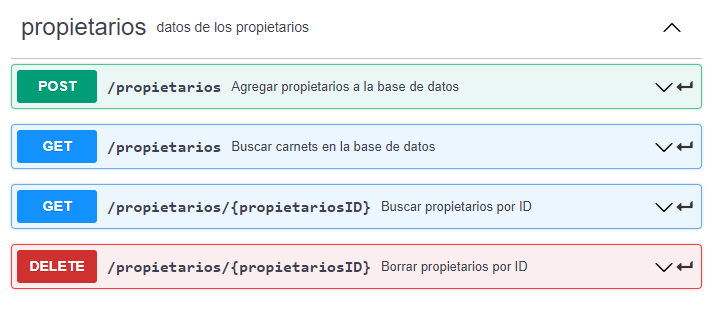 propietarios datos de los propietarios
POST /propietarios Agregar propietarios a la base de datos
GET /propietarios Buscar carnets en la base de datos
GET /propietarios/{propietariosID} Buscar propietarios por ID
DELETE /propietarios/{propietariosID} Borrar propietarios por ID